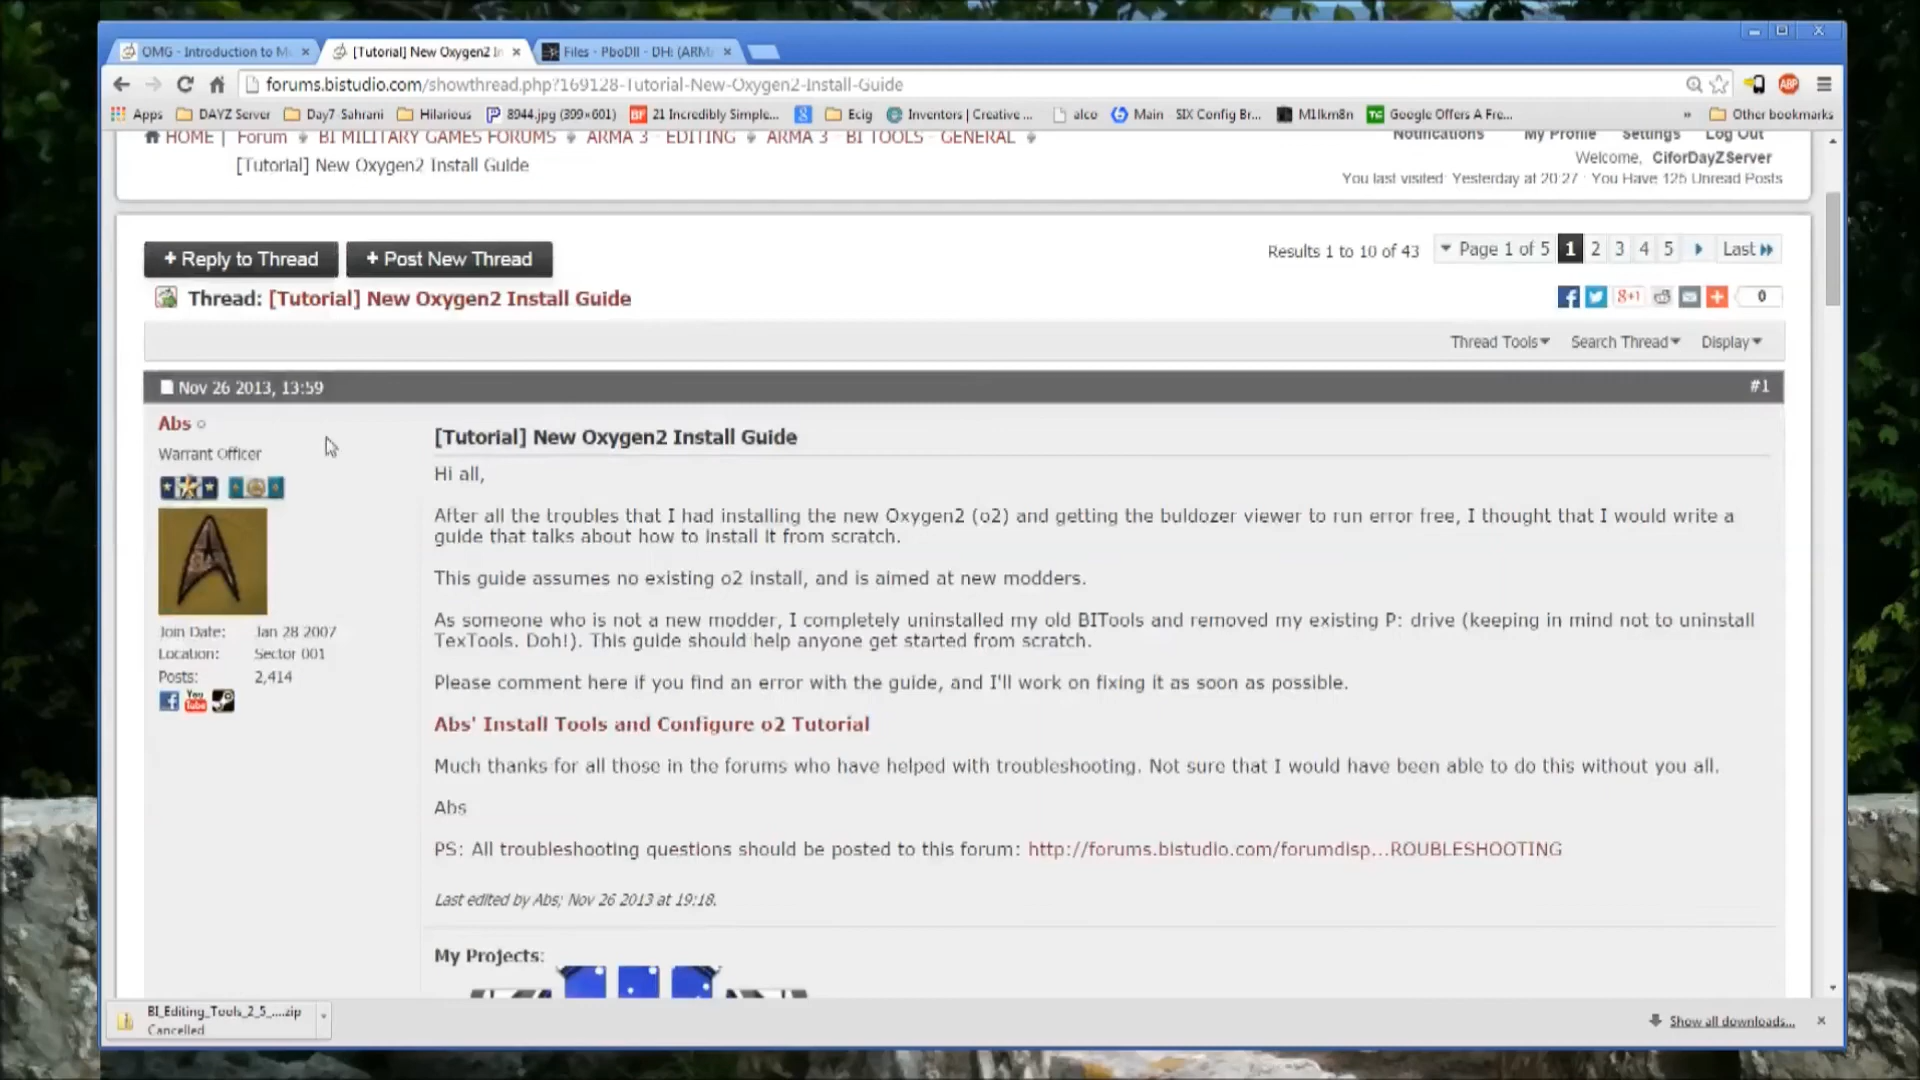 OMG - Introduction to M
[Tutorial] New Oxygen2 In
Files - PboDll - DH: (ARM
forums.bistudio.com/showthread.php?169128-Tutorial-New-Oxygen2-Install-Guide
Apps DAYZ Server Day7 Sahrani Hilarious 8944.jpg (399×601) 21 Incredibly Simple... Ecig Inventors | Creative ... alco Main SIX Config Br... M1lkm8n Google Offers A Fre... » Other bookmarks
HOME | Forum BI MILITARY GAMES FORUMS ARMA 3 - EDITING ARMA 3 - BI TOOLS - GENERAL
[Tutorial] New Oxygen2 Install Guide
Notifications My Profile Settings Log Out
Welcome, CiforDayZServer
You last visited: Yesterday at 20:27 · You Have 125 Unread Posts
+ Reply to Thread + Post New Thread
Results 1 to 10 of 43 Page 1 of 5 1 2 3 4 5 Last
Thread: [Tutorial] New Oxygen2 Install Guide
g+1 0
Thread Tools Search Thread Display
Nov 26 2013, 13:59 #1
Abs
Warrant Officer
Join Date: Jan 28 2007
Location: Sector 001
Posts: 2,414
You Tube
[Tutorial] New Oxygen2 Install Guide
Hi all,
After all the troubles that I had installing the new Oxygen2 (o2) and getting the buldozer viewer to run error free, I thought that I would write a
guide that talks about how to install it from scratch.
This guide assumes no existing o2 install, and is aimed at new modders.
As someone who is not a new modder, I completely uninstalled my old BITools and removed my existing P: drive (keeping in mind not to uninstall
TexTools. Doh!). This guide should help anyone get started from scratch.
Please comment here if you find an error with the guide, and I'll work on fixing it as soon as possible.
Abs' Install Tools and Configure o2 Tutorial
Much thanks for all those in the forums who have helped with troubleshooting. Not sure that I would have been able to do this without you all.
Abs
PS: All troubleshooting questions should be posted to this forum: http://forums.bistudio.com/forumdisp...ROUBLESHOOTING
Last edited by Abs; Nov 26 2013 at 19:18.
My Projects:
BI_Editing_Tools_2_5_....zip
Cancelled
Show all downloads...